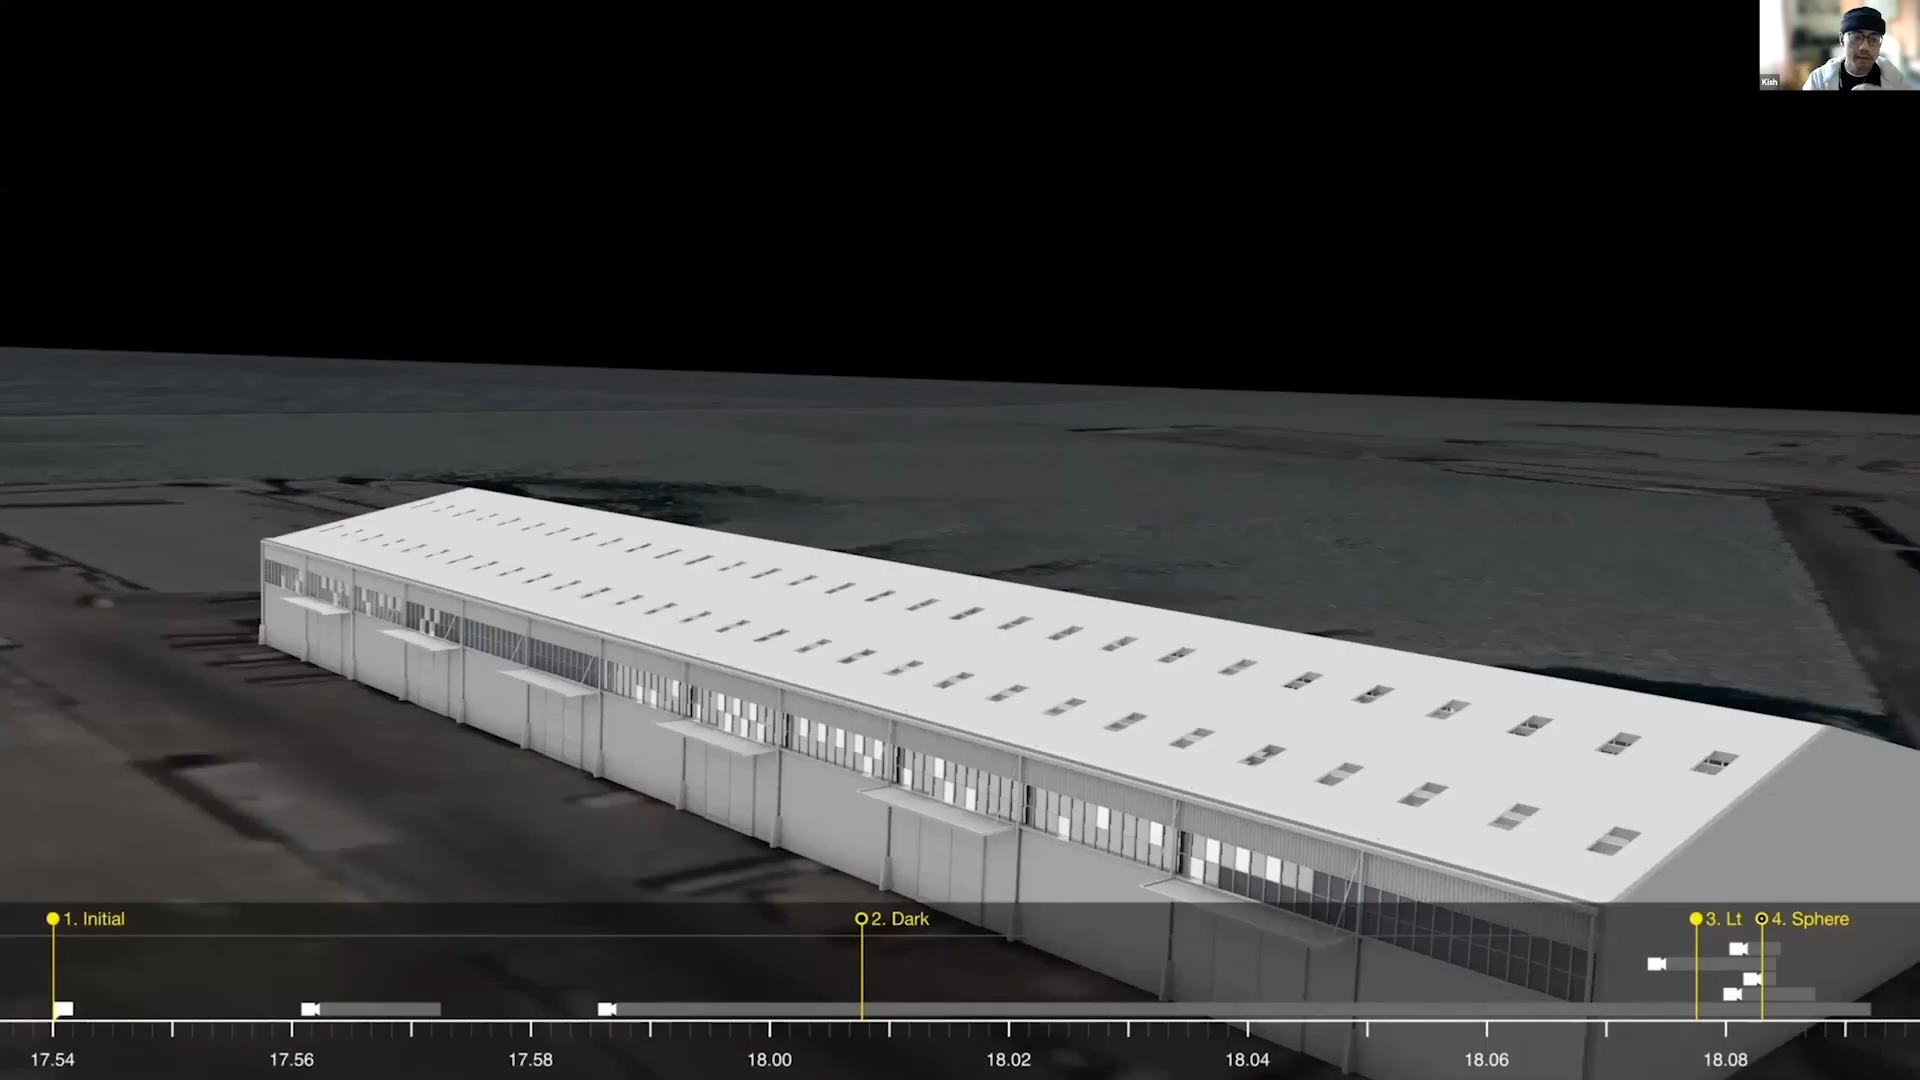 Kish
1. Initial
2. Dark
3. Lt
4. Sphere
17.54
17.56
17.58
18.00
18.02
18.04
18.06
18.08